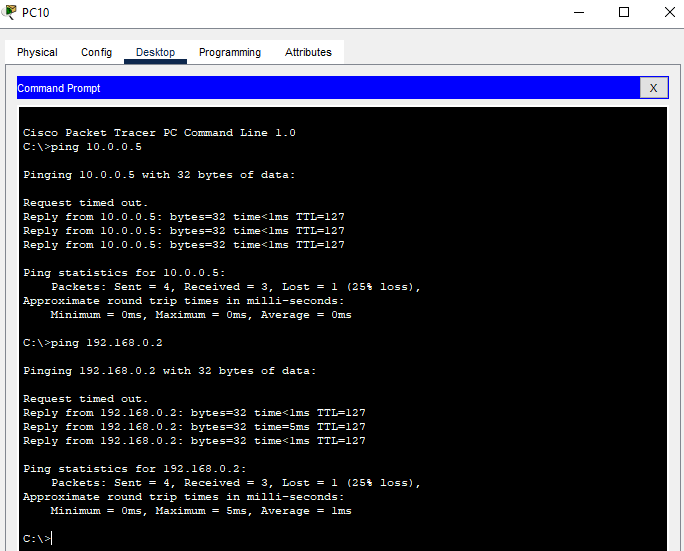 PC10
Physical Config Desktop Programming Attributes
Command Prompt
X
Cisco Packet Tracer PC Command Line 1.0
C:\>ping 10.0.0.5
Pinging 10.0.0.5 with 32 bytes of data:
Request timed out.
Reply from 10.0.0.5: bytes=32 time<1ms TTL=127
Reply from 10.0.0.5: bytes=32 time<1ms TTL=127
Reply from 10.0.0.5: bytes=32 time<1ms TTL=127
Ping statistics for 10.0.0.5:
    Packets: Sent = 4, Received = 3, Lost = 1 (25% loss),
Approximate round trip times in milli-seconds:
    Minimum = 0ms, Maximum = 0ms, Average = 0ms
C:\>ping 192.168.0.2
Pinging 192.168.0.2 with 32 bytes of data:
Request timed out.
Reply from 192.168.0.2: bytes=32 time<1ms TTL=127
Reply from 192.168.0.2: bytes=32 time=5ms TTL=127
Reply from 192.168.0.2: bytes=32 time<1ms TTL=127
Ping statistics for 192.168.0.2:
    Packets: Sent = 4, Received = 3, Lost = 1 (25% loss),
Approximate round trip times in milli-seconds:
    Minimum = 0ms, Maximum = 5ms, Average = 1ms
C:\>